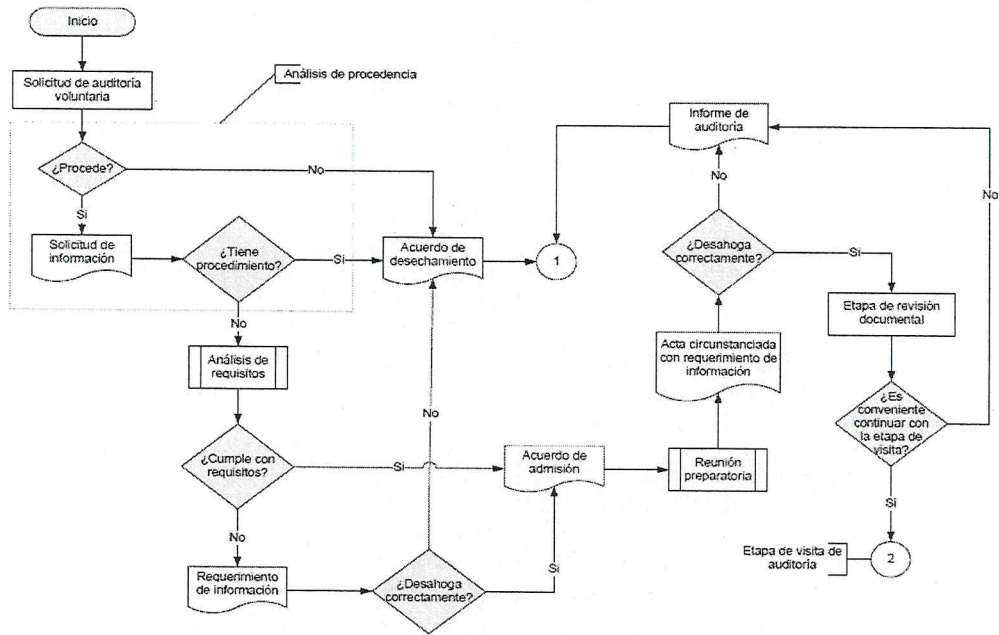 Inicio
Solicitud de auditoría
voluntaria
Análisis de procedencia
¿Procede?
No
Si
Solicitud de
información
¿Tiene
procedimiento?
Si
Acuerdo de
desechamiento
1
No
Análisis de
requisitos
¿Cumple con
requisitos?
Si
No
Requerimiento
de información
¿Desahoga
correctamente?
No
Si
Acuerdo de
admisión
Reunión
preparatoria
Acta circunstanciada
con requerimiento de
información
¿Desahoga
correctamente?
No
Informe de
auditoría
Si
Etapa de revisión
documental
¿Es
conveniente
continuar con
la etapa de
visita?
No
Si
Etapa de visita de
auditoría
2